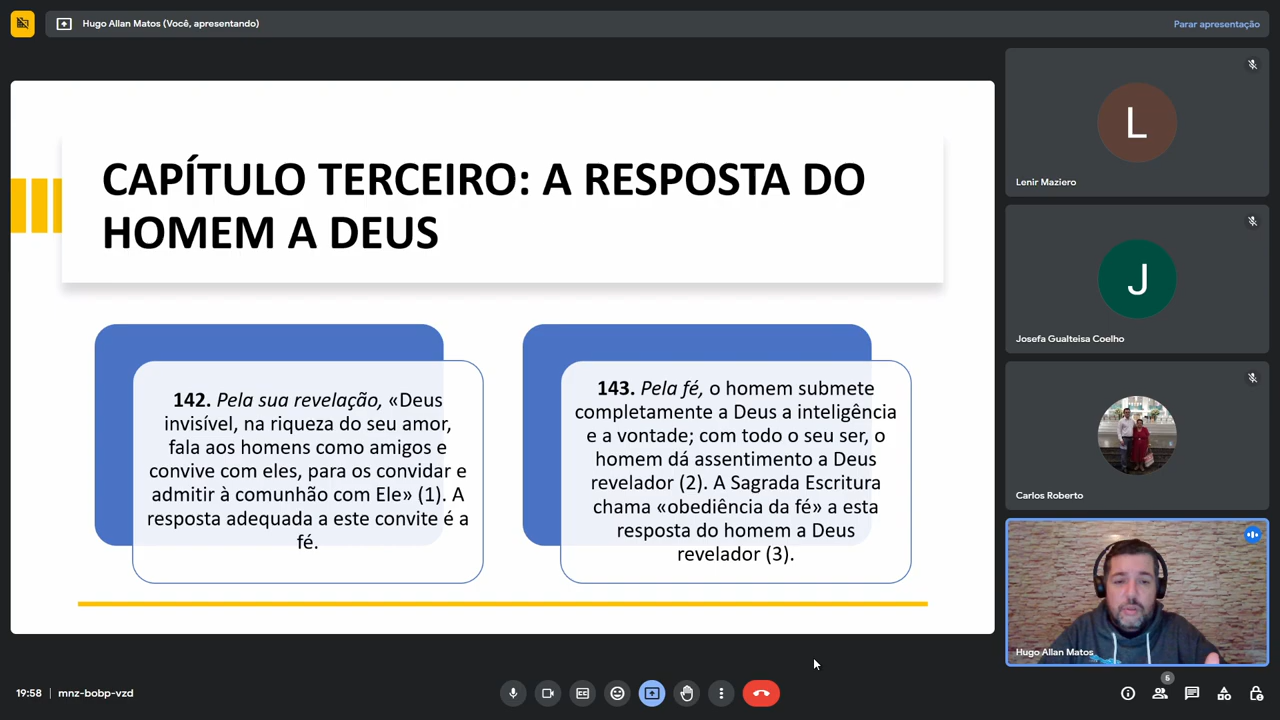 Hugo Allan Matos (Você, apresentando)
Parar apresentação
CAPÍTULO TERCEIRO: A RESPOSTA DO
HOMEM A DEUS
142. Pela sua revelação, «Deus
invisível, na riqueza do seu amor,
fala aos homens como amigos e
convive com eles, para os convidar e
admitir à comunhão com Ele» (1). A
resposta adequada a este convite é a
fé.
143. Pela fé, o homem submete
completamente a Deus a inteligência
e a vontade; com todo o seu ser, o
homem dá assentimento a Deus
revelador (2). A Sagrada Escritura
chama «obediência da fé» a esta
resposta do homem a Deus
revelador (3).
L
Lenir Maziero
J
Josefa Gualteisa Coelho
Carlos Roberto
Hugo Allan Matos
19:58 | mnz-bobp-vzd
6